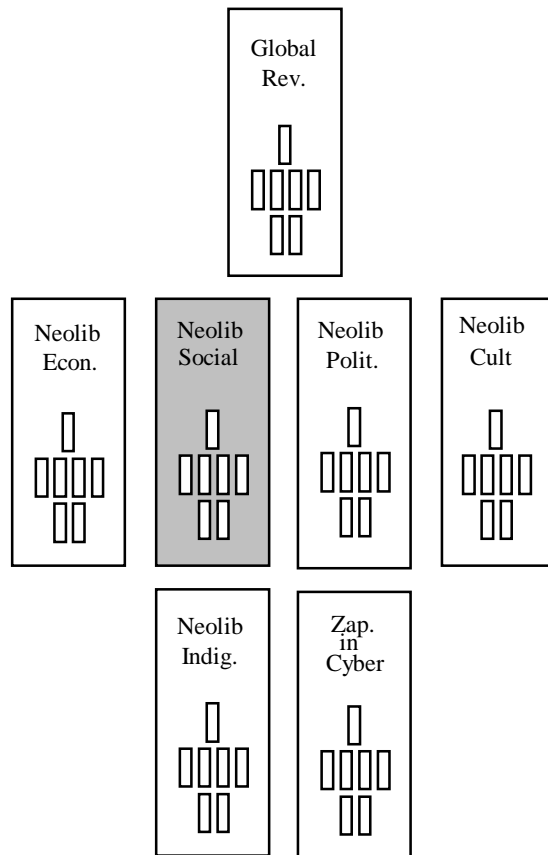 Global
Rev.
Neolib
Econ.
Neolib
Social
Neolib
Polit.
Neolib
Cult
Neolib
Indig.
Zap.
in
Cyber